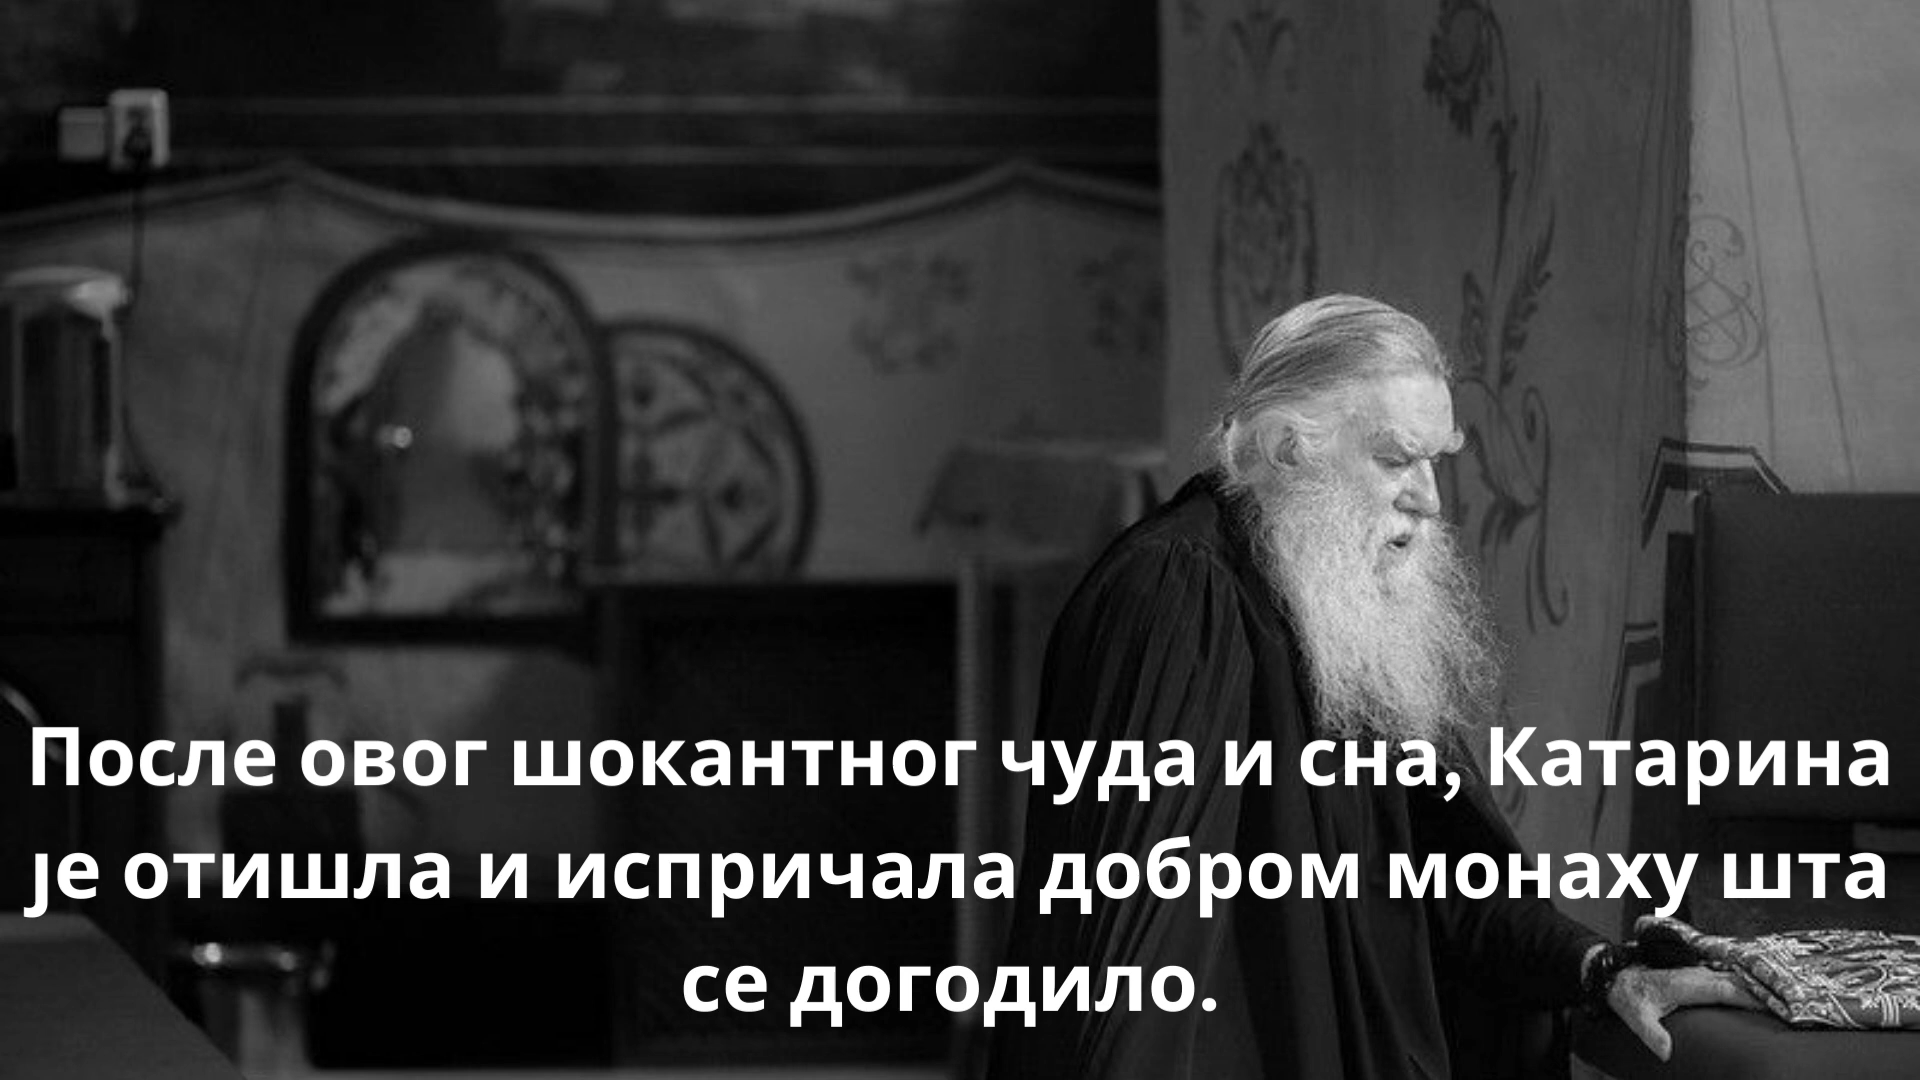 После овог шокантног чуда и сна, Катарина
је отишла и испричала добром монаху шта
се догодило.